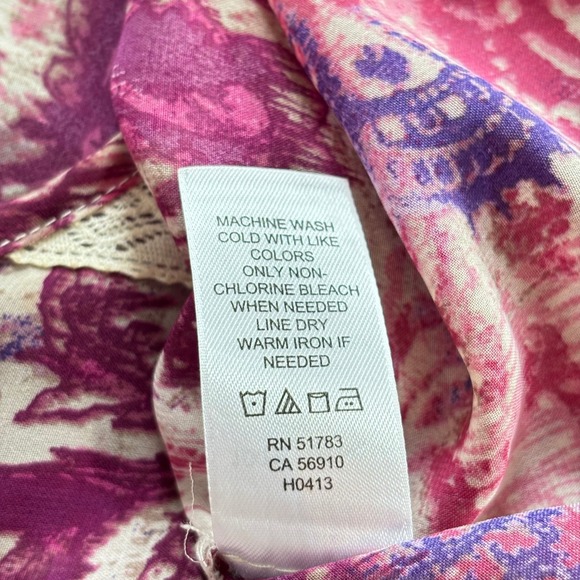 MACHINE WASH
COLD WITH LIKE
COLORS
ONLY NON-
CHLORINE BLEACH
WHEN NEEDED
LINE DRY
WARM IRON IF
NEEDED
RN 51783
CA 56910
H0413